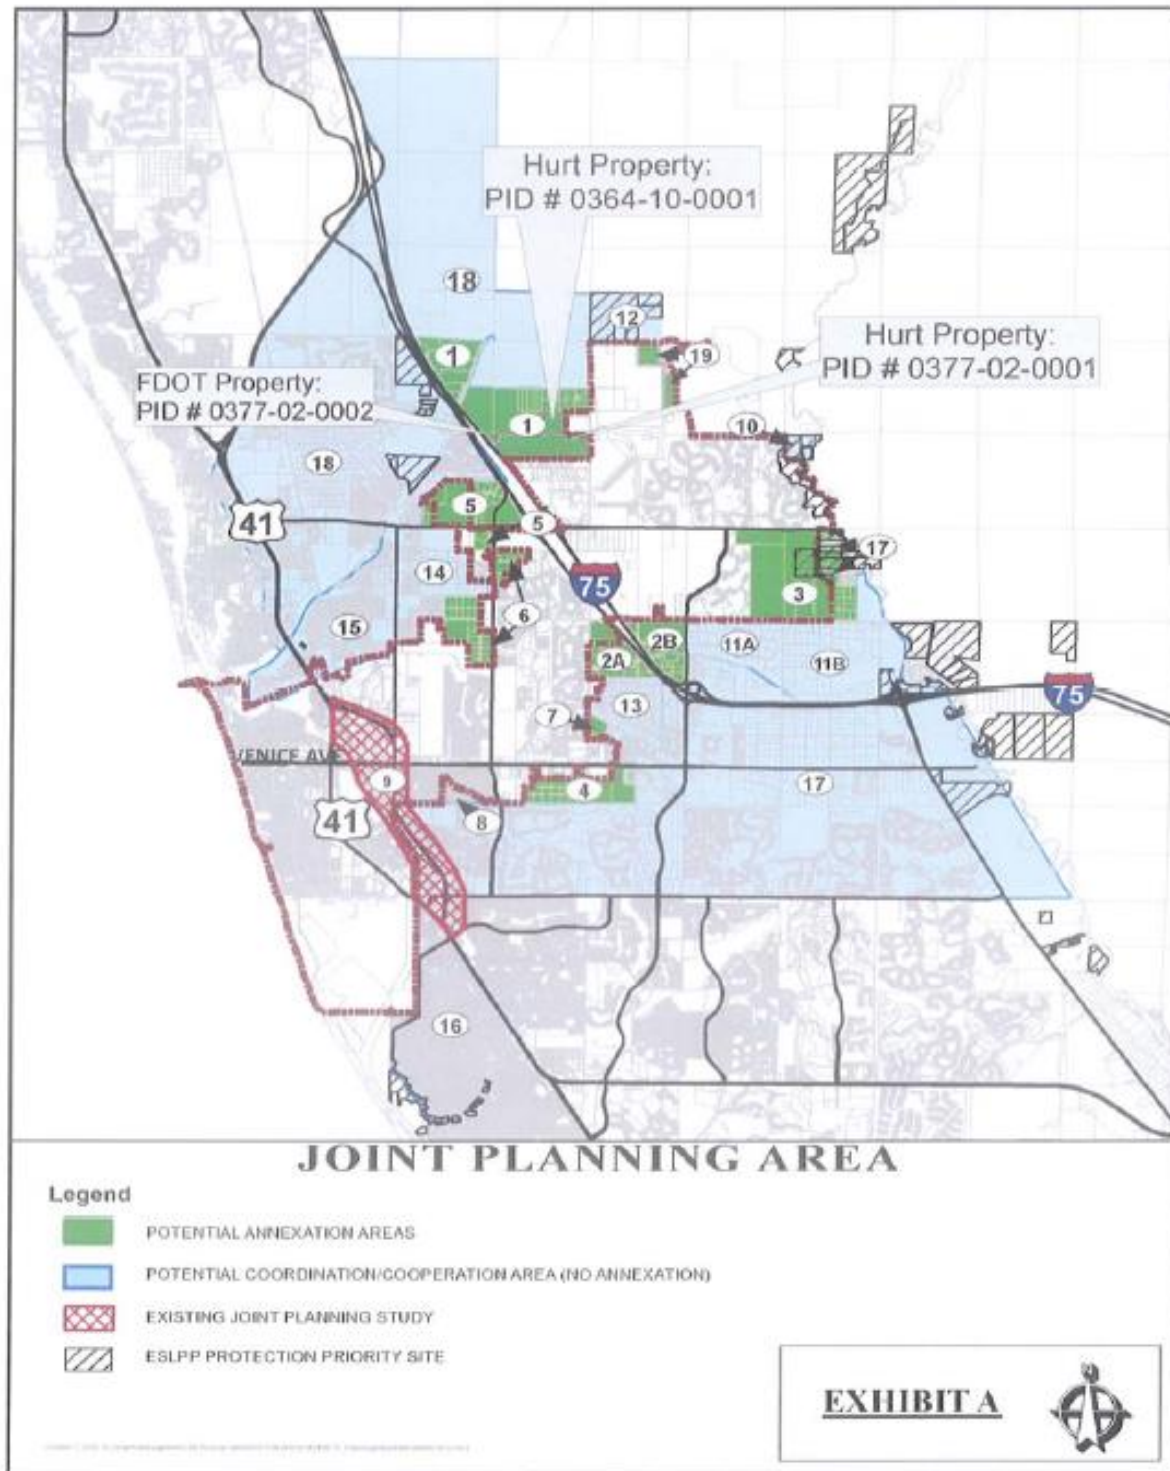 Hurt Property:
PID # 0364-10-0001
18
12
Hurt Property:
PID # 0377-02-0001
19
1
FDOT Property:
PID # 0377-02-0002
1
10
18
5
41
5
17
14
75
3
6
15
2B
2A
11A
11B
75
13
7
VENICE AVE
9
17
4
41
8
16
JOINT PLANNING AREA
Legend
POTENTIAL ANNEXATION AREAS
POTENTIAL COORDINATION/COOPERATION AREA (NO ANNEXATION)
EXISTING JOINT PLANNING STUDY
ESLPP PROTECTION PRIORITY SITE
EXHIBIT A